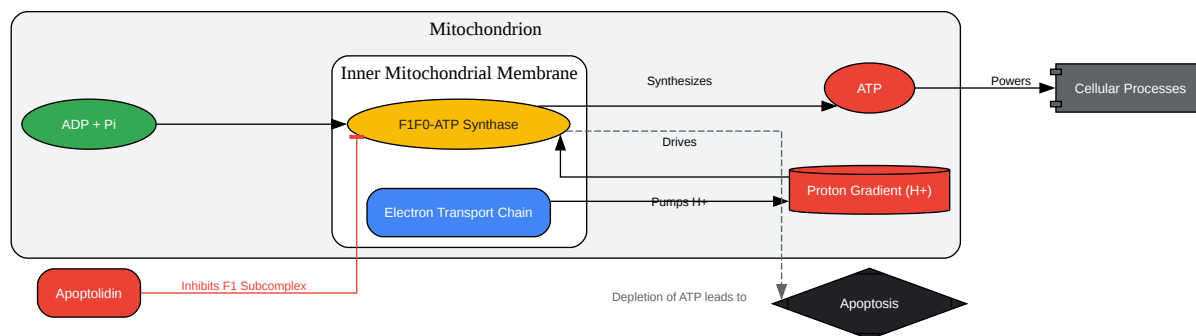 Mitochondrion
Inner Mitochondrial Membrane
Synthesizes
ATP
Powers
Cellular Processes
ADP + Pi
F1F0-ATP Synthase
Drives
Proton Gradient (H+)
Pumps H+
Electron Transport Chain
Apoptolidin
Inhibits F1 Subcomplex
Depletion of ATP leads to
Apoptosis